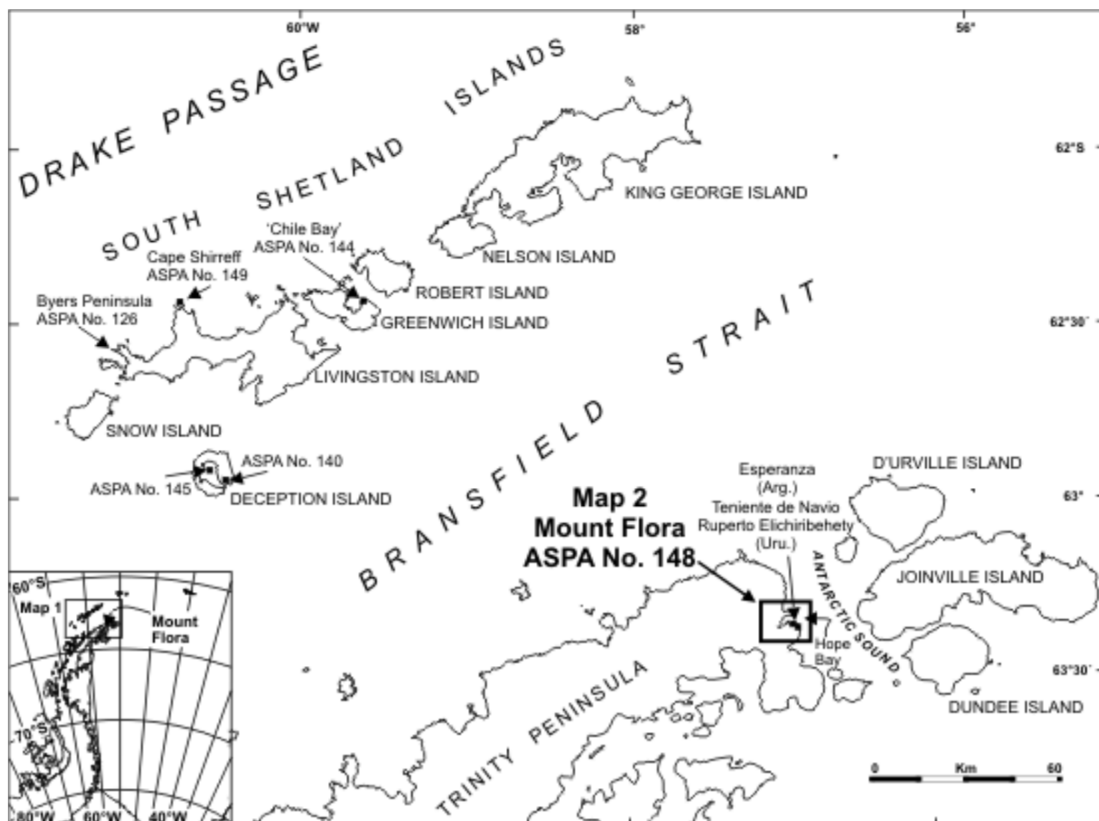 60°W
58°
56°
DRAKE PASSAGE
SOUTH SHETLAND ISLANDS
62°S
KING GEORGE ISLAND
'Chile Bay'
ASPA No. 144
NELSON ISLAND
Cape Shirreff
ASPA No. 149
ROBERT ISLAND
Byers Peninsula
ASPA No. 126
GREENWICH ISLAND
62°30´
LIVINGSTON ISLAND
BRANSFIELD STRAIT
SNOW ISLAND
ASPA No. 140
ASPA No. 145
DECEPTION ISLAND
Esperanza
(Arg.)
Teniente de Navio
Ruperto Elichiribehety
(Uru.)
D'URVILLE ISLAND
63°
Map 2
Mount Flora
ASPA No. 148
ANTARCTIC SOUND
JOINVILLE ISLAND
Hope
Bay
63°30´
DUNDEE ISLAND
TRINITY PENINSULA
0 Km 60
60°S
Map 1
Mount
Flora
70°S
80°W 60°W 40°W